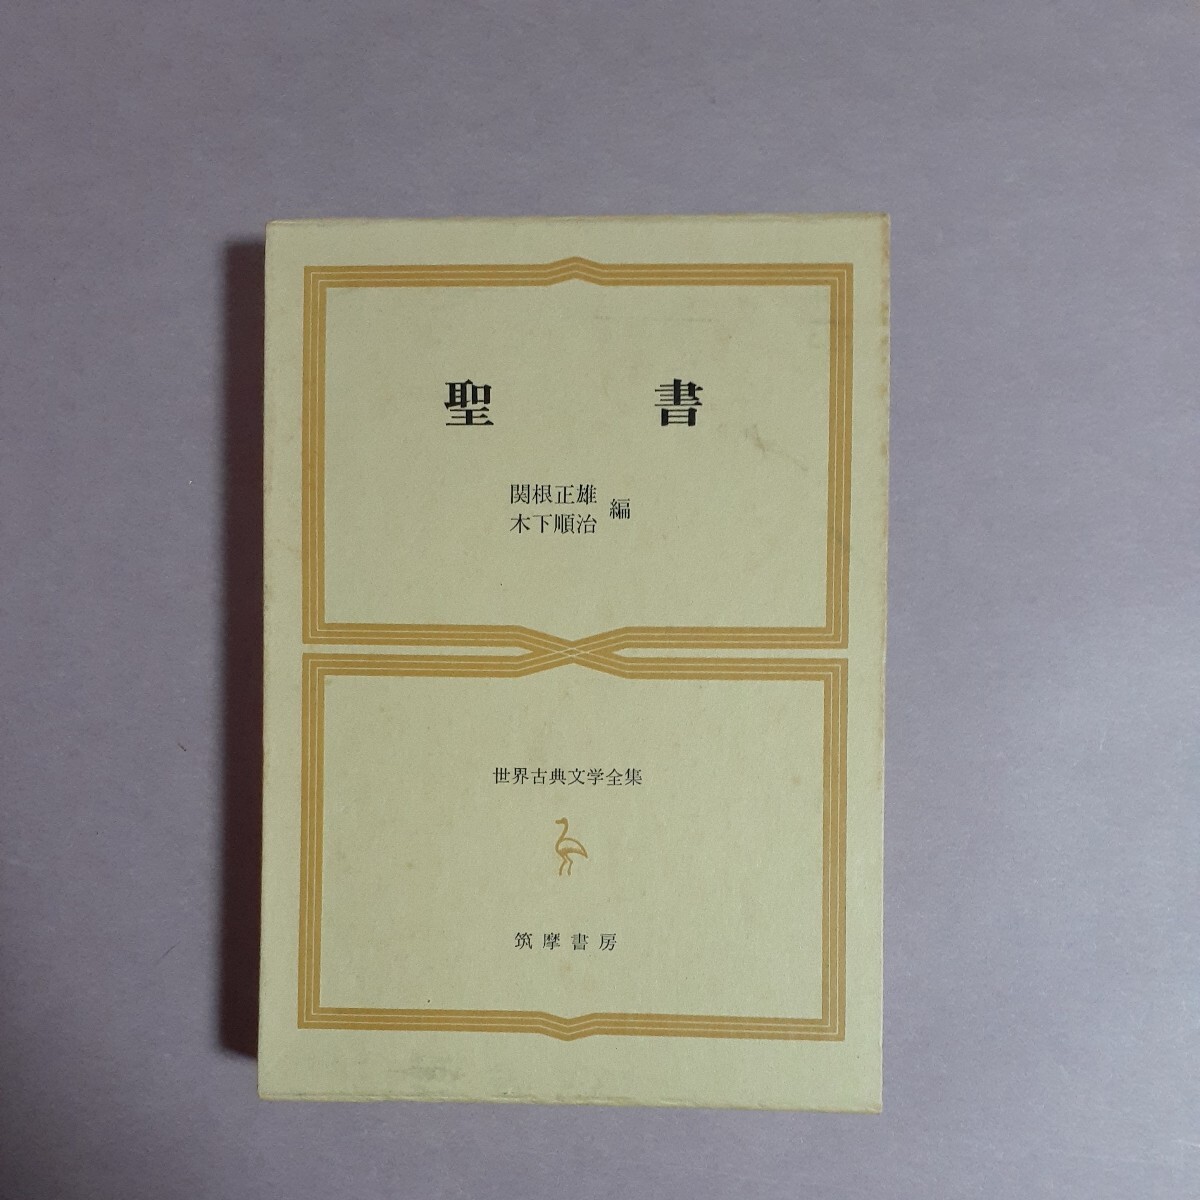 聖書
関根正雄
木下順治 編
世界古典文学全集
筑摩書房